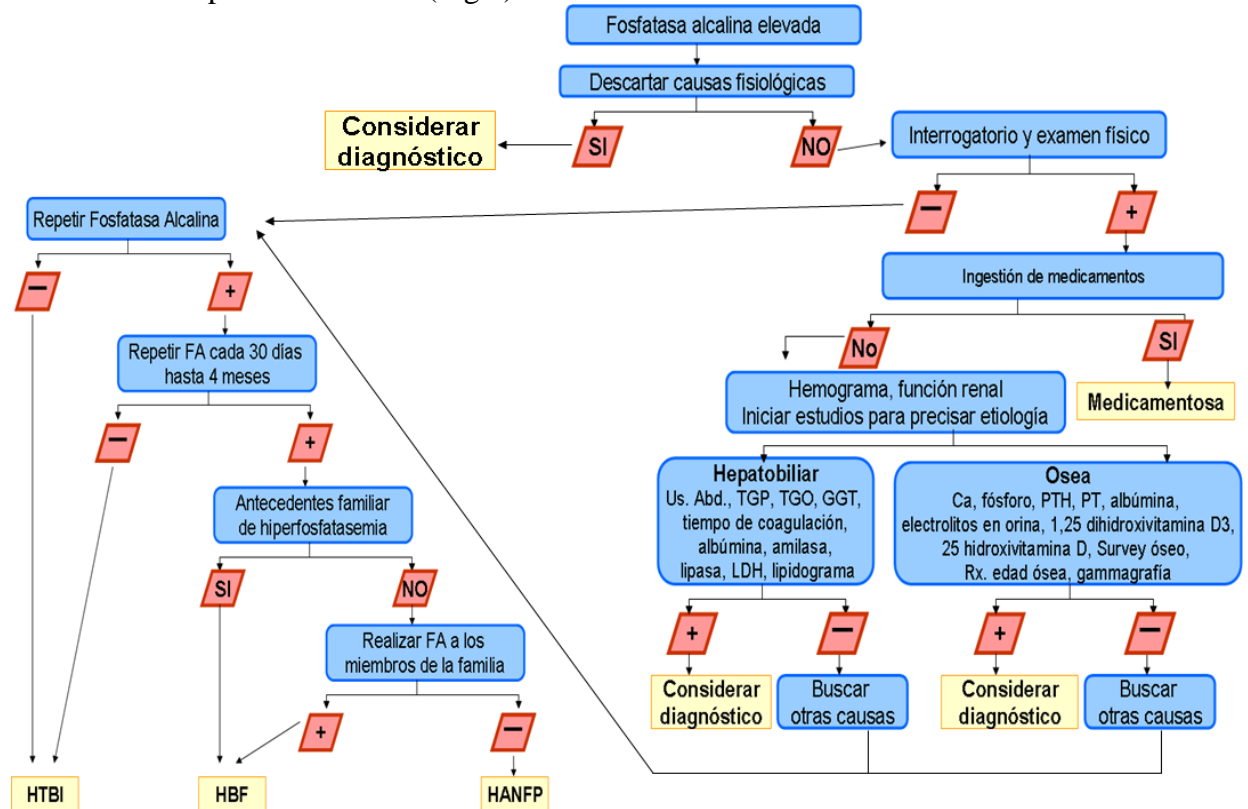 Fosfatasa alcalina elevada
Descartar causas fisiológicas
Considerar
diagnóstico
SI
NO
Interrogatorio y examen físico
Repetir Fosfatasa Alcalina
—
+
—
+
Ingestión de medicamentos
Repetir FA cada 30 días
hasta 4 meses
No
SI
Hemograma, función renal
Iniciar estudios para precisar etiología
Medicamentosa
—
+
Antecedentes familiar
de hiperfosfatasemia
Hepatobiliar
Us. Abd., TGP, TGO, GGT,
tiempo de coagulación,
albúmina, amilasa,
lipasa, LDH, lipidograma
Osea
Ca, fósforo, PTH, PT, albúmina,
electrolitos en orina, 1,25 dihidroxivitamina D3,
25 hidroxivitamina D, Survey óseo,
Rx. edad ósea, gammagrafía
SI
NO
Realizar FA a los
miembros de la familia
+
—
+
—
Considerar
diagnóstico
Buscar
otras causas
Considerar
diagnóstico
Buscar
otras causas
+
—
HTBI
HBF
HANFP